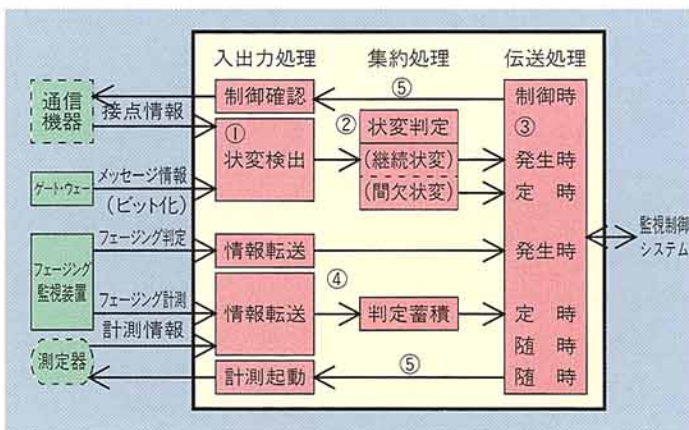 入出力処理 集約処理 伝送処理
通信
機器
接点情報
制御確認
⑤
制御時
①
状変検出
②
状変判定
(継続状変)
(間欠状変)
③
発生時
定 時
ゲート・ウェー
メッセージ情報
(ビット化)
フェージング
監視装置
フェージング判定
情報転送
発生時
監視制御
システム
フェージング計測
計測情報
情報転送
④
判定蓄積
定 時
随 時
測定器
計測起動
⑤
随 時